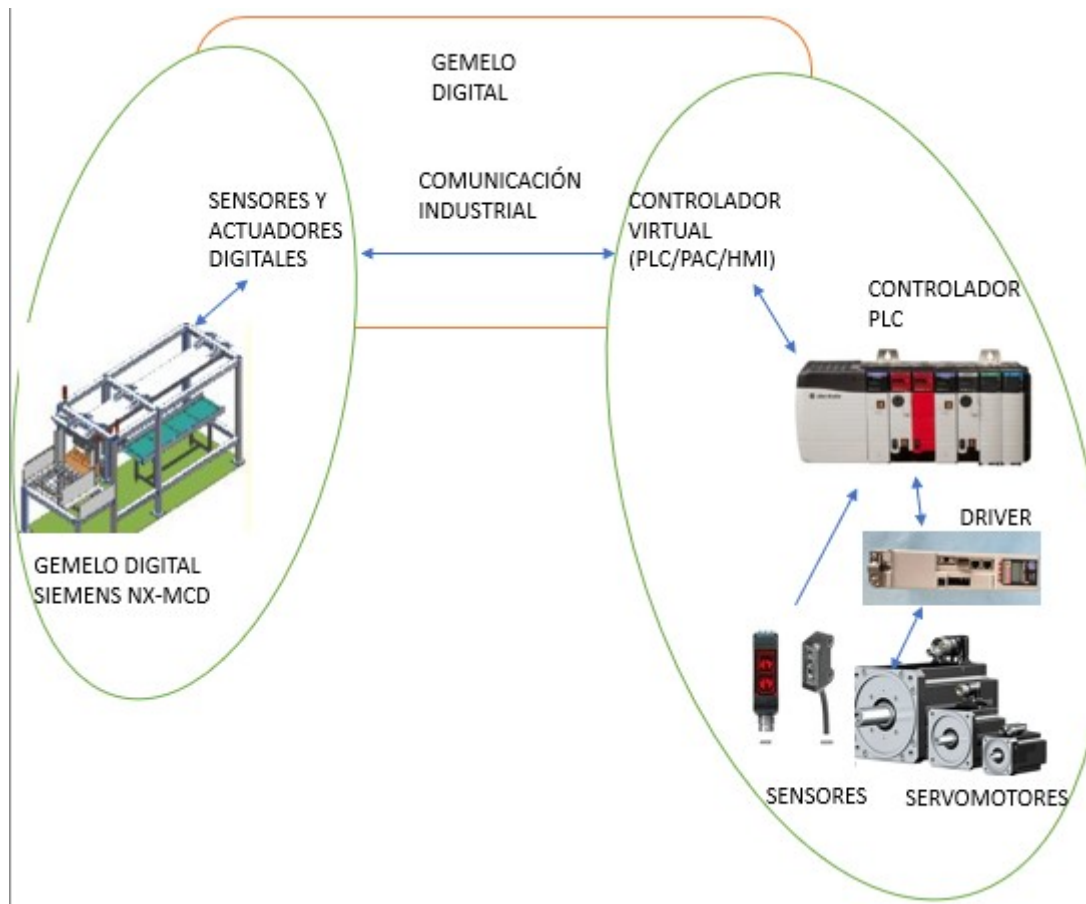 GEMELO
DIGITAL
COMUNICACIÓN
INDUSTRIAL
SENSORES Y
ACTUADORES
DIGITALES
CONTROLADOR
VIRTUAL
(PLC/PAC/HMI)
CONTROLADOR
PLC
DRIVER
GEMELO DIGITAL
SIEMENS NX-MCD
SENSORES
SERVOMOTORES